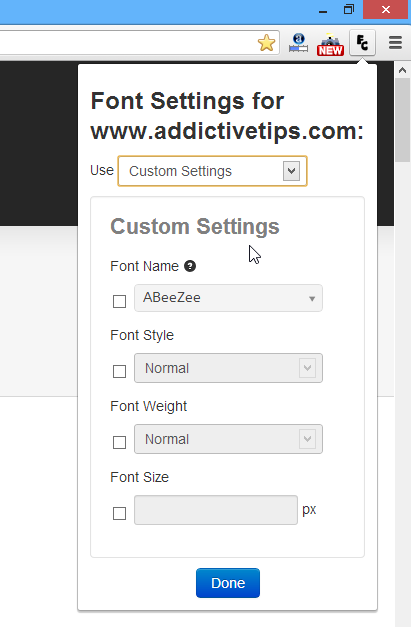 NEW
FC
Font Settings for
www.addictivetips.com:
Use Custom Settings
Custom Settings
Font Name ?
ABeeZee
Font Style
Normal
Font Weight
Normal
Font Size
px
Done